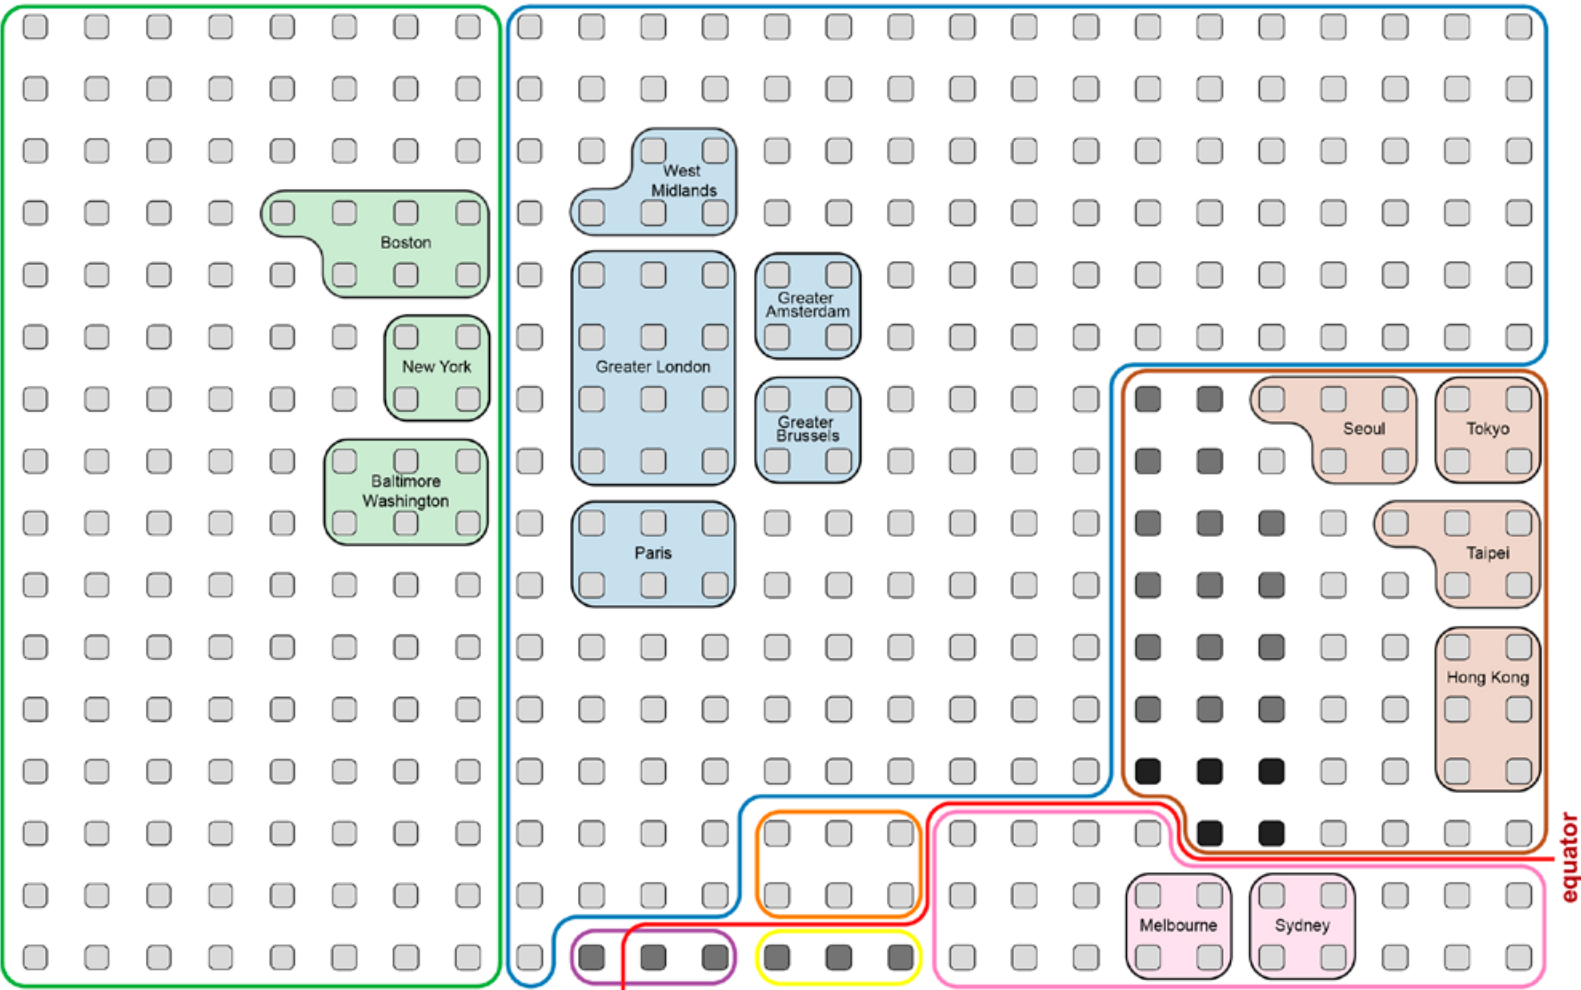 West
Midlands
Boston
Greater
Amsterdam
New York
Greater London
Greater
Brussels
Seoul
Tokyo
Baltimore
Washington
Paris
Taipei
Hong Kong
equator
Melbourne
Sydney